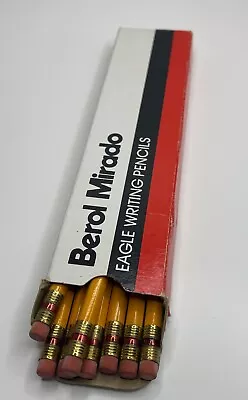 Berol Mirado
EAGLE WRITING PENCILS